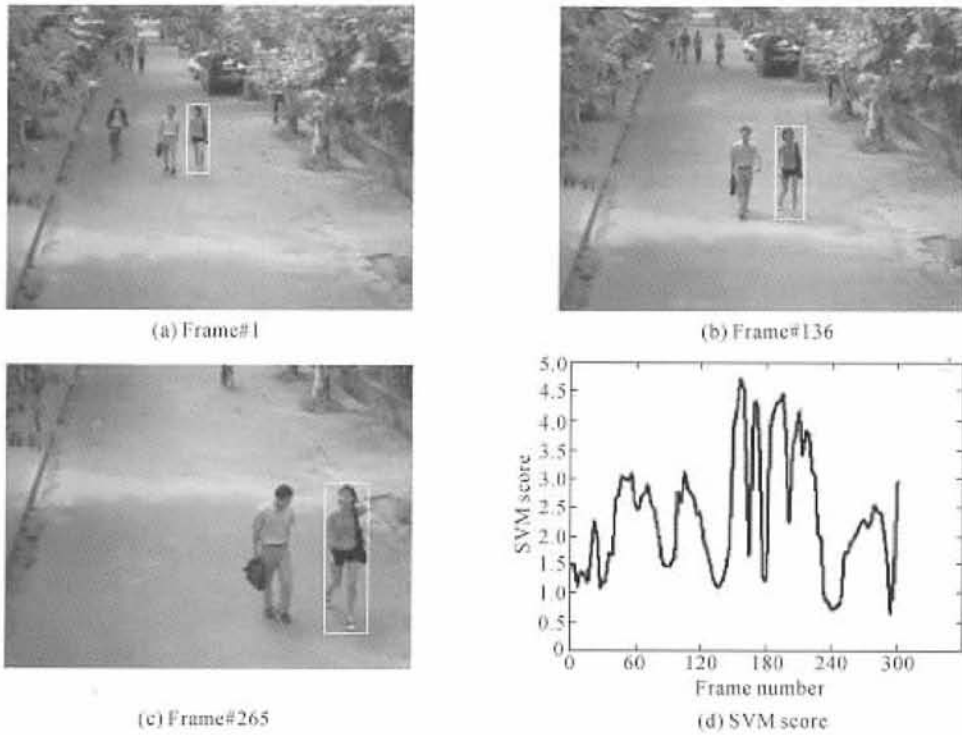 (a) Frame#1
(b) Frame#136
(c) Frame#265
5.0
4.5
4.0
3.5
3.0
2.5
2.0
1.5
1.0
0.5
0
SVM score
0 60 120 180 240 300
Frame number
(d) SVM score